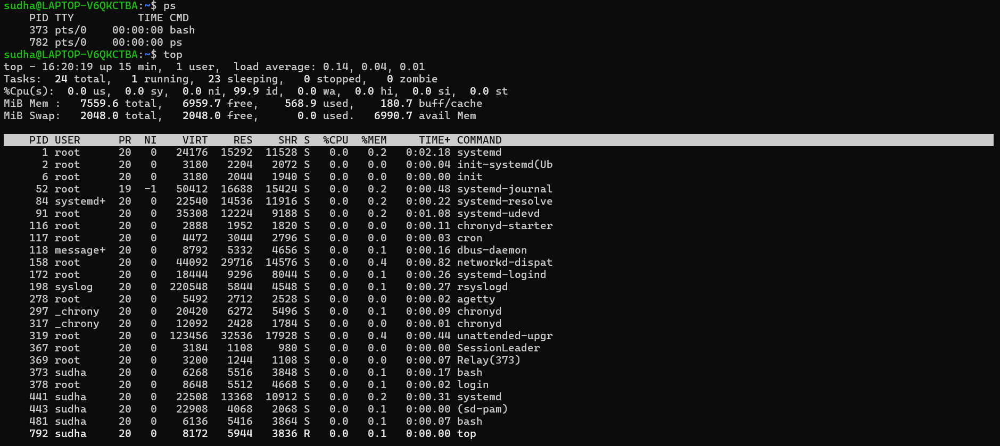 sudha@LAPTOP-V6QKCTBA:~$ ps
    PID TTY          TIME CMD
    373 pts/0    00:00:00 bash
    782 pts/0    00:00:00 ps
sudha@LAPTOP-V6QKCTBA:~$ top
top - 16:20:19 up 15 min,  1 user,  load average: 0.14, 0.04, 0.01
Tasks:  24 total,   1 running,  23 sleeping,   0 stopped,   0 zombie
%Cpu(s):  0.0 us,  0.0 sy,  0.0 ni, 99.9 id,  0.0 wa,  0.0 hi,  0.0 si,  0.0 st
MiB Mem :   7559.6 total,   6959.7 free,    568.9 used,    180.7 buff/cache
MiB Swap:   2048.0 total,   2048.0 free,      0.0 used.   6990.7 avail Mem

    PID USER      PR  NI    VIRT    RES    SHR S  %CPU  %MEM     TIME+ COMMAND
      1 root      20   0   24176  15292  11528 S   0.0   0.2   0:02.18 systemd
      2 root      20   0    3180   2204   2072 S   0.0   0.0   0:00.04 init-systemd(Ub
      6 root      20   0    3180   2044   1940 S   0.0   0.0   0:00.00 init
     52 root      19  -1   50412  16688  15424 S   0.0   0.2   0:00.48 systemd-journal
     84 systemd+  20   0   22540  14536  11916 S   0.0   0.2   0:00.22 systemd-resolve
     91 root      20   0   35308  12224   9188 S   0.0   0.2   0:01.08 systemd-udevd
    116 root      20   0    2888   1952   1820 S   0.0   0.0   0:00.11 chronyd-starter
    117 root      20   0    4472   3044   2796 S   0.0   0.0   0:00.03 cron
    118 message+  20   0    8792   5332   4656 S   0.0   0.1   0:00.16 dbus-daemon
    158 root      20   0   44092  29716  14576 S   0.0   0.4   0:00.82 networkd-dispat
    172 root      20   0   18444   9296   8044 S   0.0   0.1   0:00.26 systemd-logind
    198 syslog    20   0  220548   5844   4548 S   0.0   0.1   0:00.27 rsyslogd
    278 root      20   0    5492   2712   2528 S   0.0   0.0   0:00.02 agetty
    297 _chrony   20   0   20420   6272   5496 S   0.0   0.1   0:00.09 chronyd
    317 _chrony   20   0   12092   2428   1784 S   0.0   0.0   0:00.01 chronyd
    319 root      20   0  123456  32536  17928 S   0.0   0.4   0:00.44 unattended-upgr
    367 root      20   0    3184   1108    980 S   0.0   0.0   0:00.00 SessionLeader
    369 root      20   0    3200   1244   1108 S   0.0   0.0   0:00.07 Relay(373)
    373 sudha     20   0    6268   5516   3848 S   0.0   0.1   0:00.17 bash
    378 root      20   0    8648   5512   4668 S   0.0   0.1   0:00.02 login
    441 sudha     20   0   22508  13368  10912 S   0.0   0.2   0:00.31 systemd
    443 sudha     20   0   22908   4068   2068 S   0.0   0.1   0:00.00 (sd-pam)
    481 sudha     20   0    6136   5416   3864 S   0.0   0.1   0:00.07 bash
    792 sudha     20   0    8172   5944   3836 R   0.0   0.1   0:00.00 top